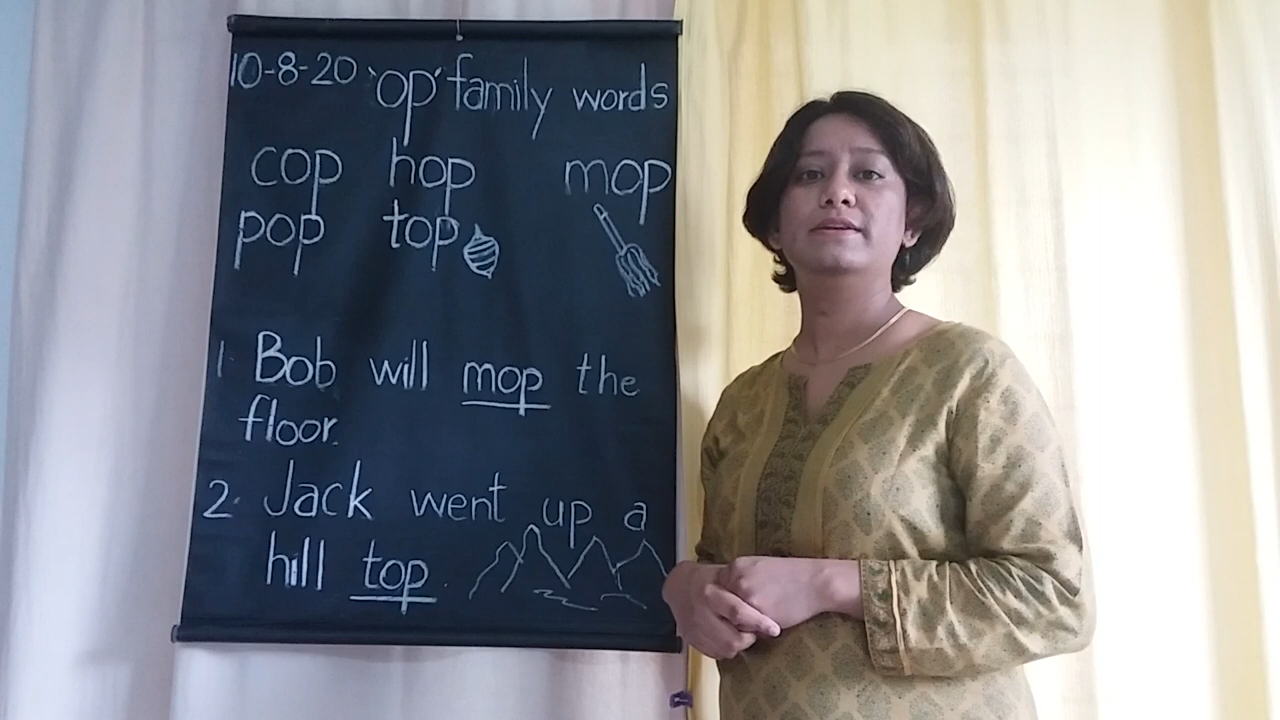 10-8-20 'op' family words
cop hop mop
pop top
1. Bob will mop the
floor.
2. Jack went up a
hill top.